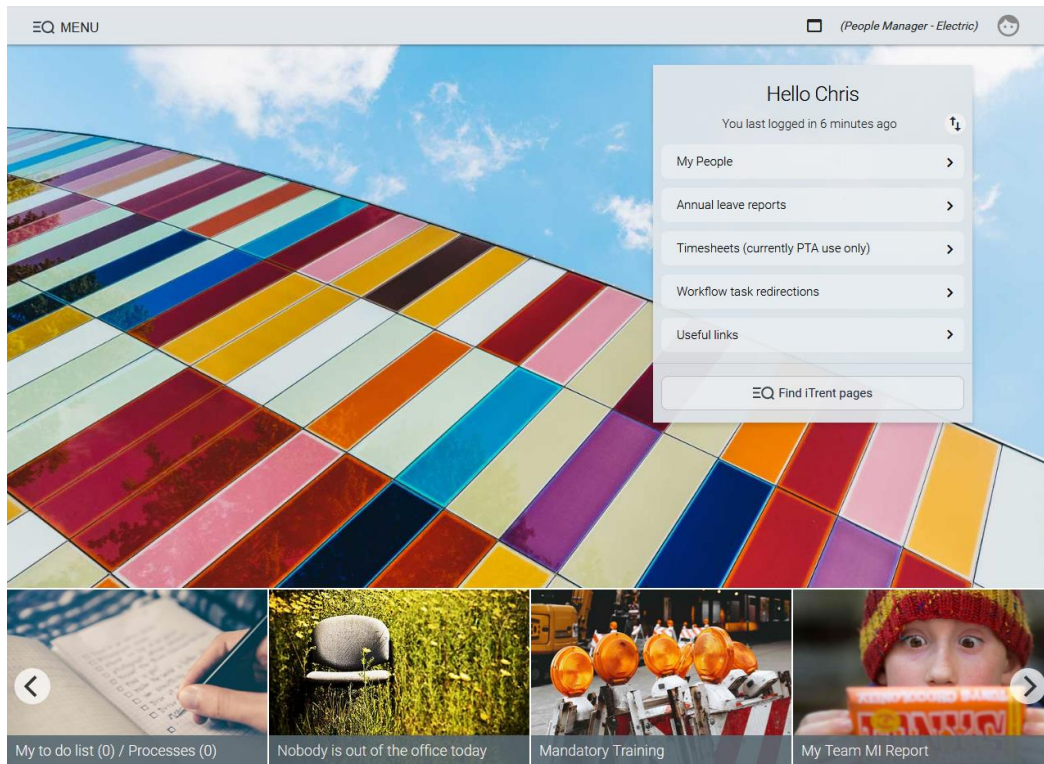 MENU
(People Manager - Electric)
Hello Chris
You last logged in 6 minutes ago
My People
Annual leave reports
Timesheets (currently PTA use only)
Workflow task redirections
Useful links
Find iTrent pages
My to do list (0) / Processes (0)
Nobody is out of the office today
Mandatory Training
My Team MI Report